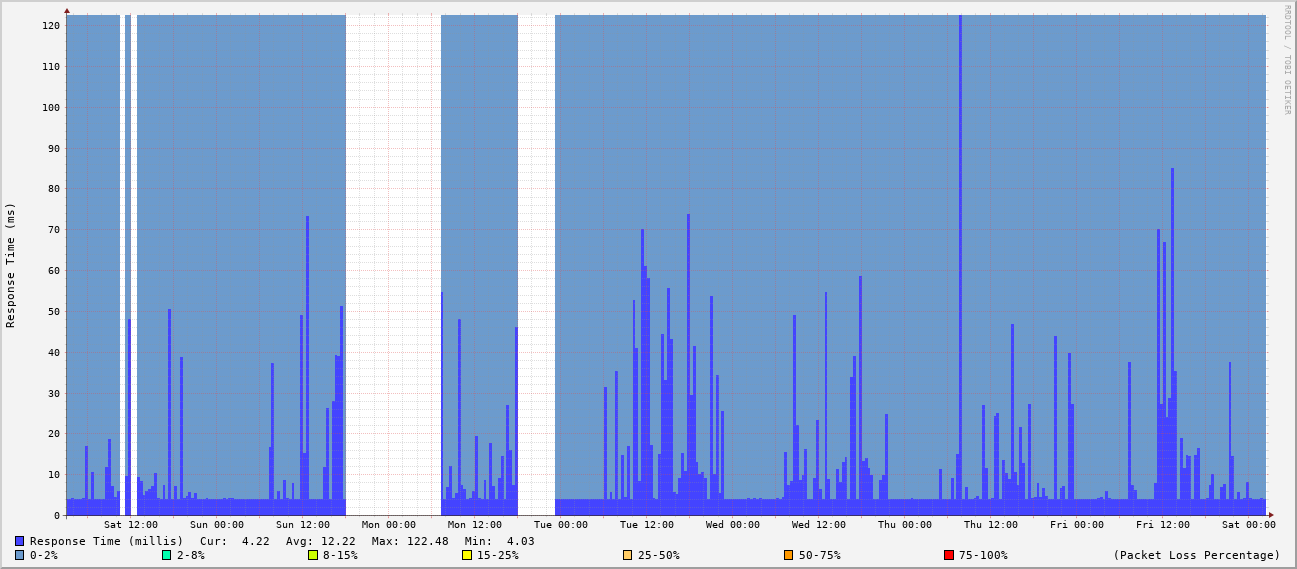 RRDTOOL / TOBI OETIKER
Response Time (ms)
120
110
100
90
80
70
60
50
40
30
20
10
0
Sat 12:00 Sun 00:00 Sun 12:00 Mon 00:00 Mon 12:00 Tue 00:00 Tue 12:00 Wed 00:00 Wed 12:00 Thu 00:00 Thu 12:00 Fri 00:00 Fri 12:00 Sat 00:00
Response Time (millis) Cur: 4.22 Avg: 12.22 Max: 122.48 Min: 4.03
0-2% 2-8% 8-15% 15-25% 25-50% 50-75% 75-100% (Packet Loss Percentage)